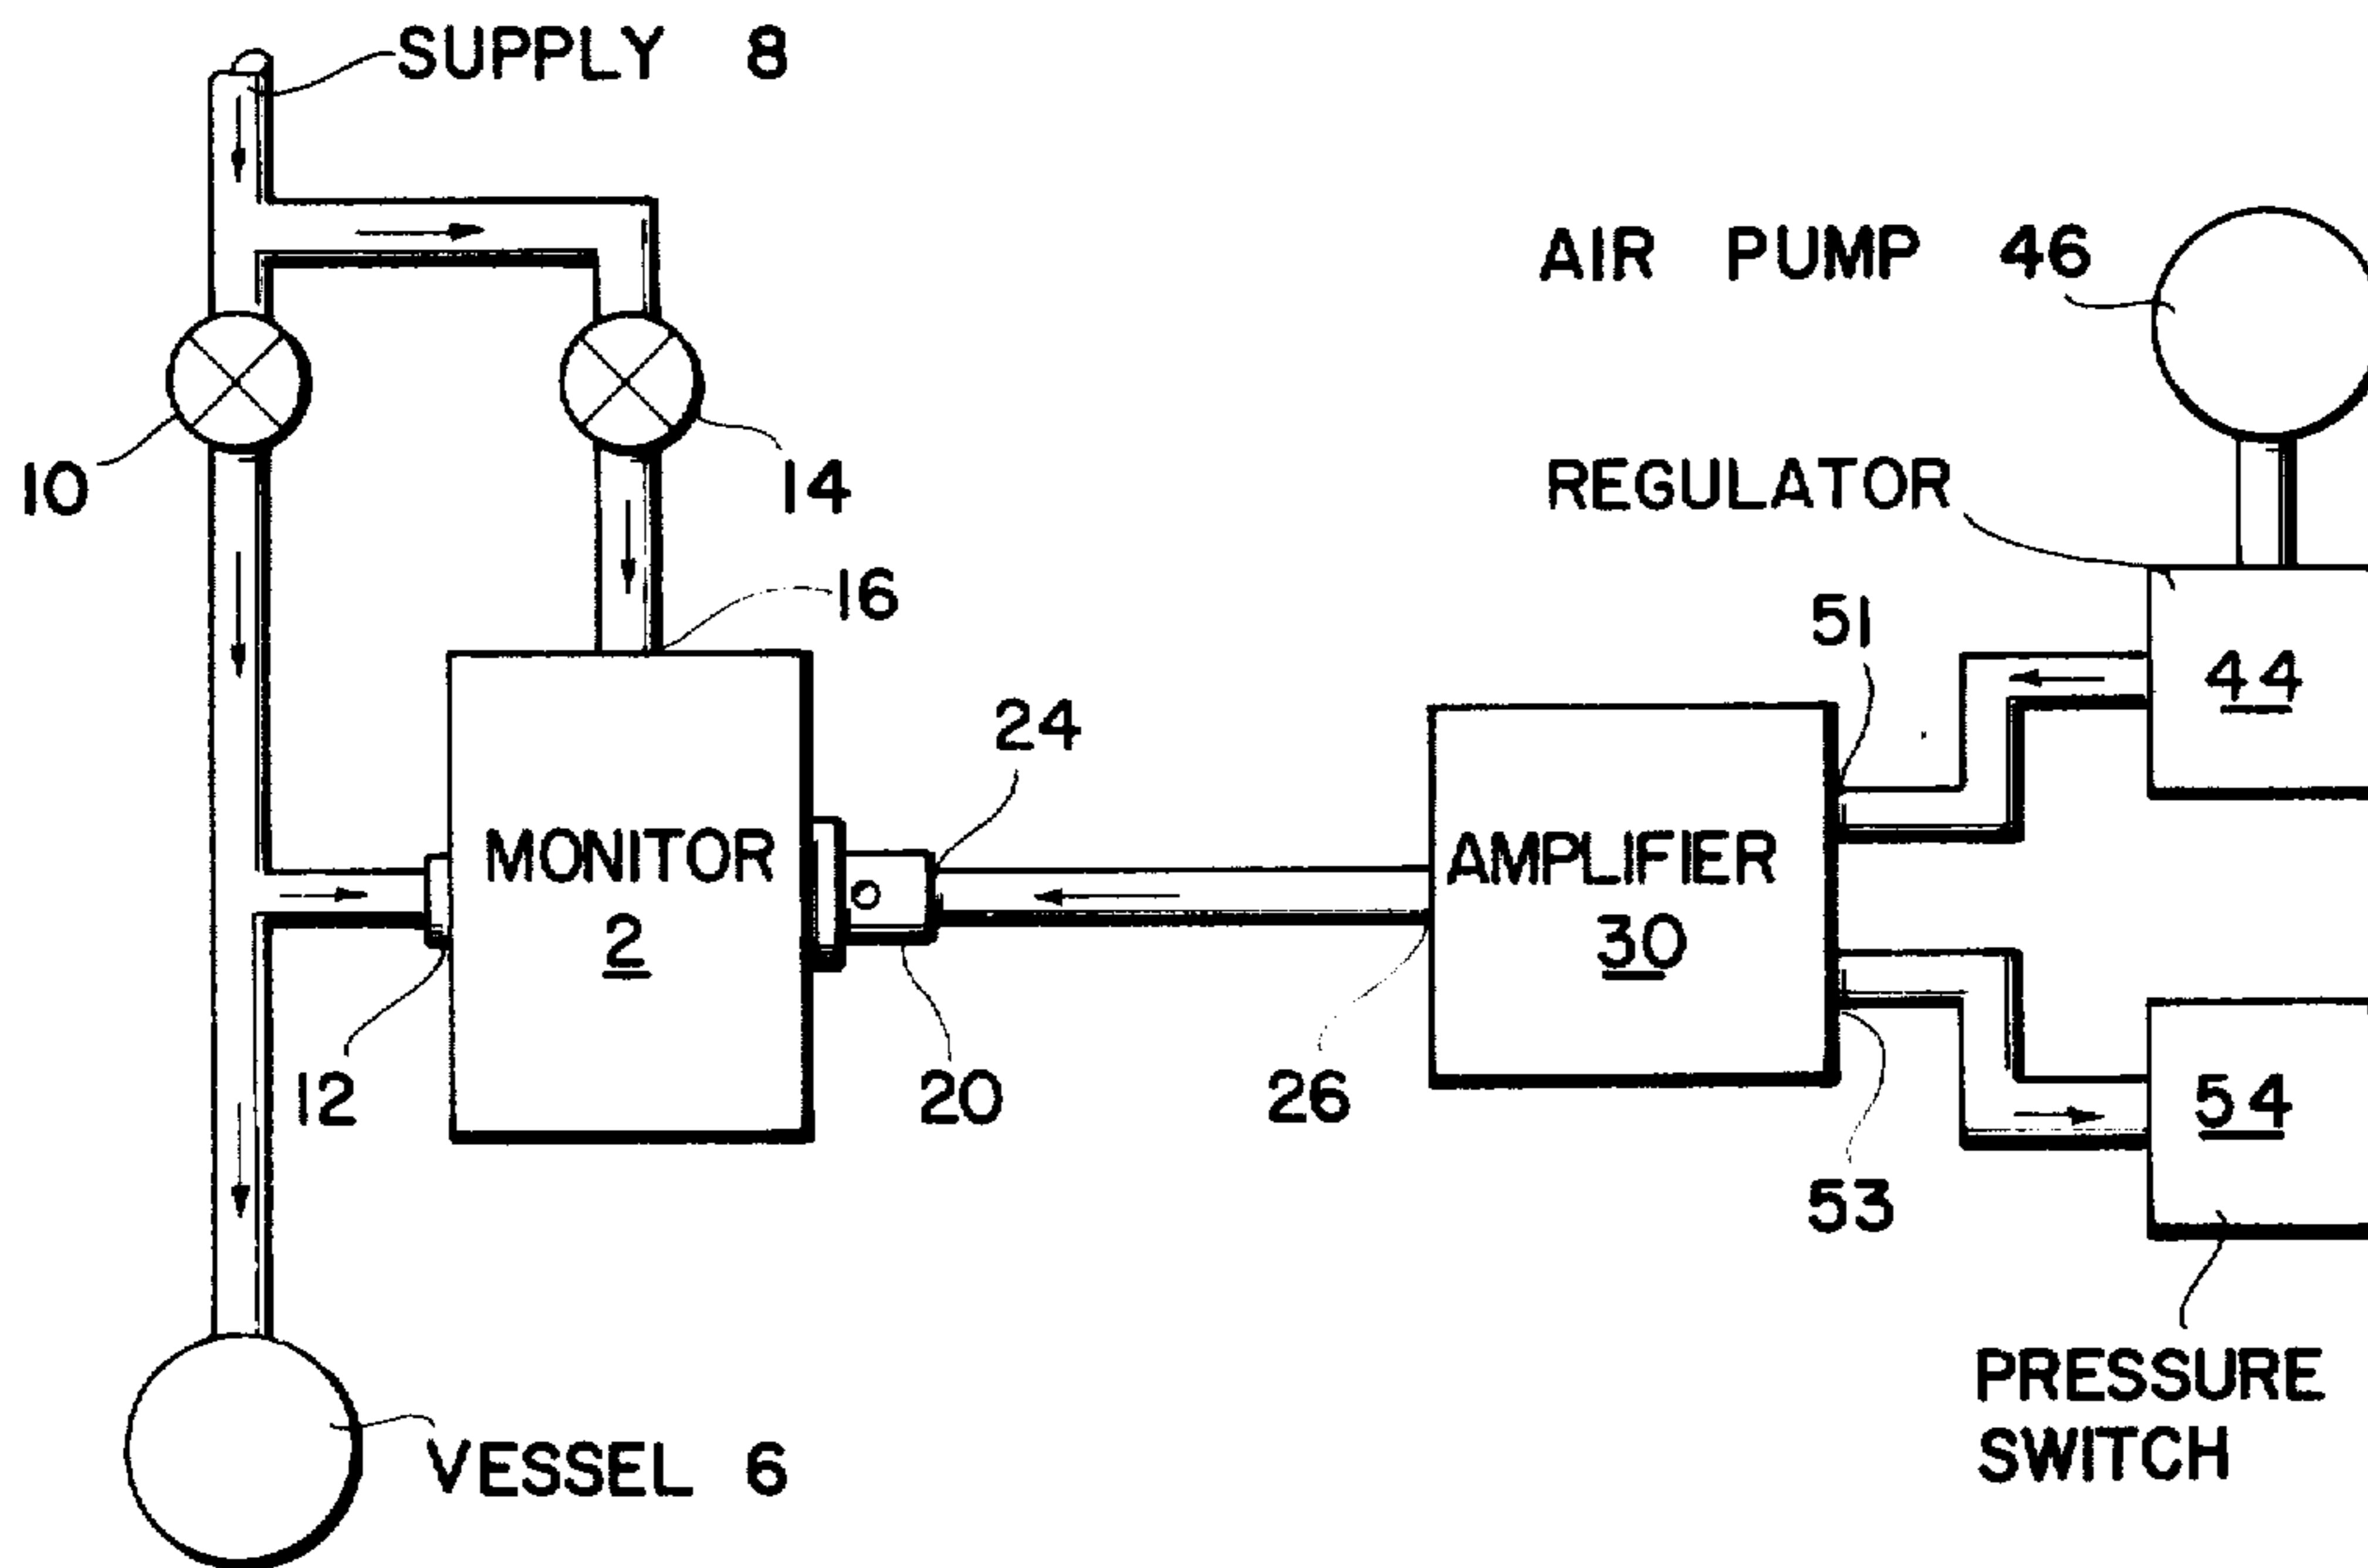 SUPPLY 8
AIR PUMP 46
10
14
REGULATOR
16
51
44
24
MONITOR
2
AMPLIFIER
30
12
20
26
54
53
PRESSURE
SWITCH
VESSEL 6